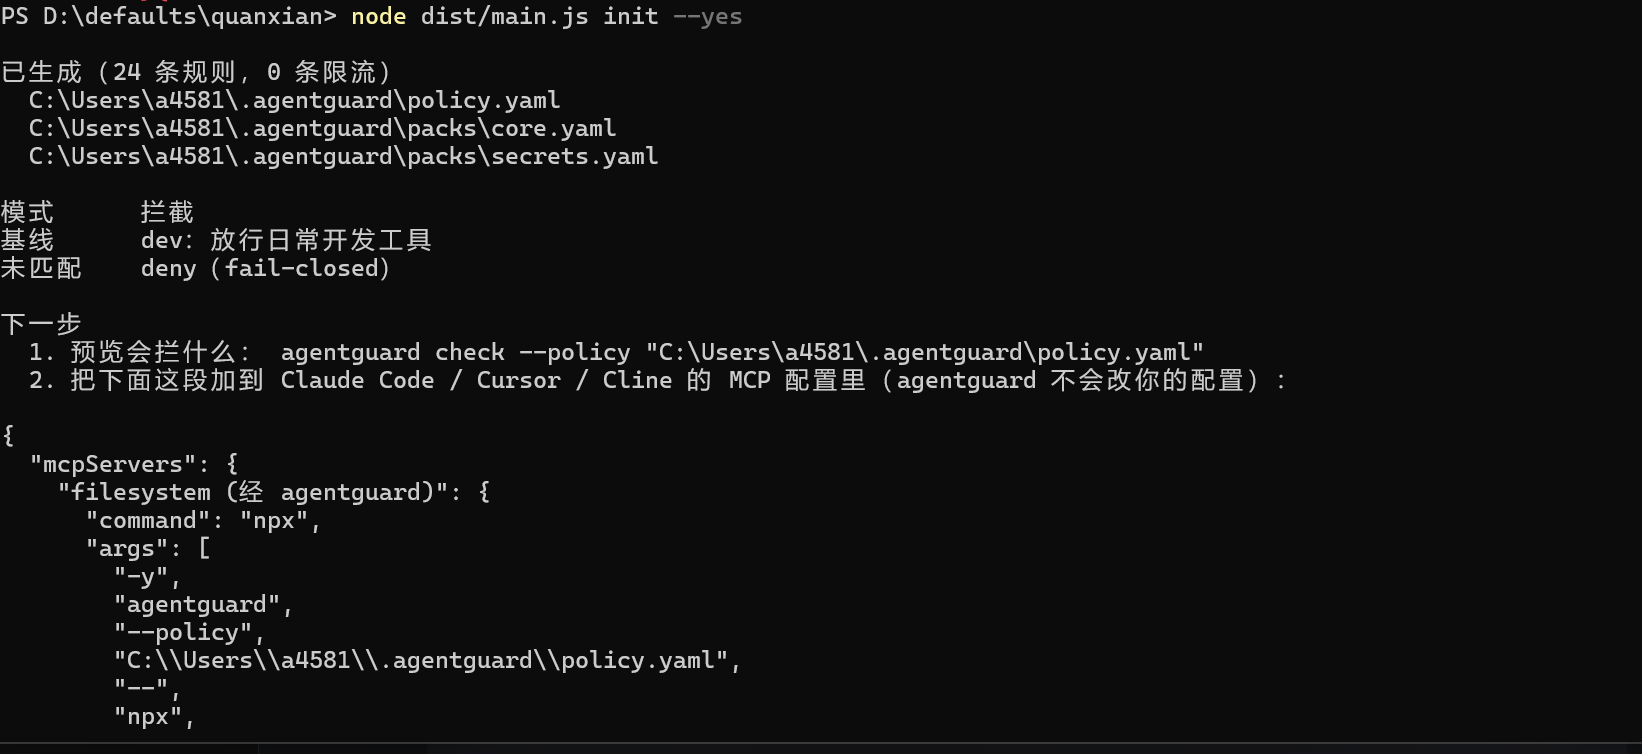 PS D:\defaults\quanxian> node dist/main.js init --yes
已生成（24 条规则，0 条限流）
C:\Users\a4581\.agentguard\policy.yaml
C:\Users\a4581\.agentguard\packs\core.yaml
C:\Users\a4581\.agentguard\packs\secrets.yaml
模式 拦截
基线 dev: 放行日常开发工具
未匹配 deny（fail-closed）
下一步
1. 预览会拦什么： agentguard check --policy "C:\Users\a4581\.agentguard\policy.yaml"
2. 把下面这段加到 Claude Code / Cursor / Cline 的 MCP 配置里（agentguard 不会改你的配置）：
{
"mcpServers": {
"filesystem (经 agentguard)": {
"command": "npx",
"args": [
"-y",
"agentguard",
"--policy",
"C:\\Users\\a4581\\.agentguard\\policy.yaml",
"--",
"npx",